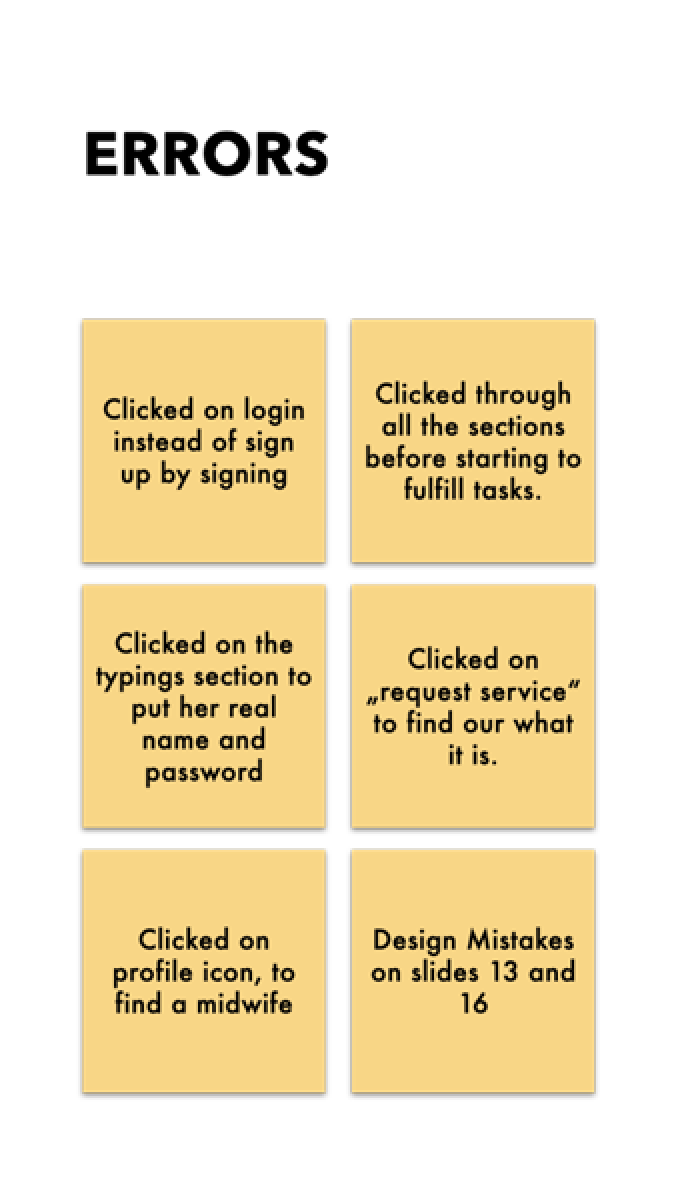 ERRORS
Clicked on login
instead of sign
up by signing
Clicked through
all the sections
before starting to
fulfill tasks.
Clicked on the
typings section to
put her real
name and
password
Clicked on
„request service“
to find our what
it is.
Clicked on
profile icon, to
find a midwife
Design Mistakes
on slides 13 and
16